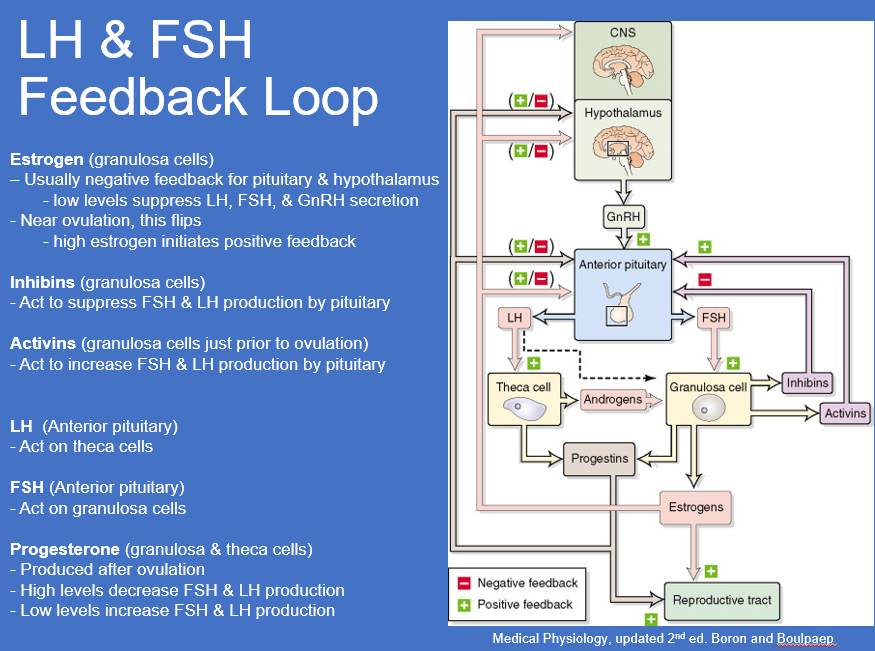 LH & FSH
Feedback Loop
Estrogen (granulosa cells)
– Usually negative feedback for pituitary & hypothalamus
- low levels suppress LH, FSH, & GnRH secretion
- Near ovulation, this flips
- high estrogen initiates positive feedback
Inhibins (granulosa cells)
- Act to suppress FSH & LH production by pituitary
Activins (granulosa cells just prior to ovulation)
- Act to increase FSH & LH production by pituitary
LH (Anterior pituitary)
- Act on theca cells
FSH (Anterior pituitary)
- Act on granulosa cells
Progesterone (granulosa & theca cells)
- Produced after ovulation
- High levels decrease FSH & LH production
- Low levels increase FSH & LH production
CNS
(+/−)
Hypothalamus
(+/−)
GnRH
+
(+/−)
+
Anterior pituitary
(+/−)
−
LH
FSH
+
+
Theca cell
Androgens
Granulosa cell
Inhibins
Activins
Progestins
Estrogens
+
− Negative feedback
+ Positive feedback
Reproductive tract
+
Medical Physiology, updated 2nd ed. Boron and Boulpaep